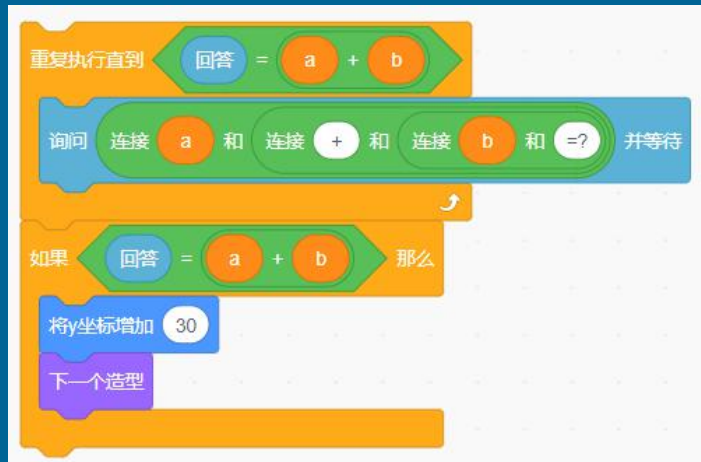 重复执行直到 回答 = a + b
询问 连接 a 和 连接 + 和 连接 b 和 =? 并等待
如果 回答 = a + b 那么
将y坐标增加 30
下一个造型